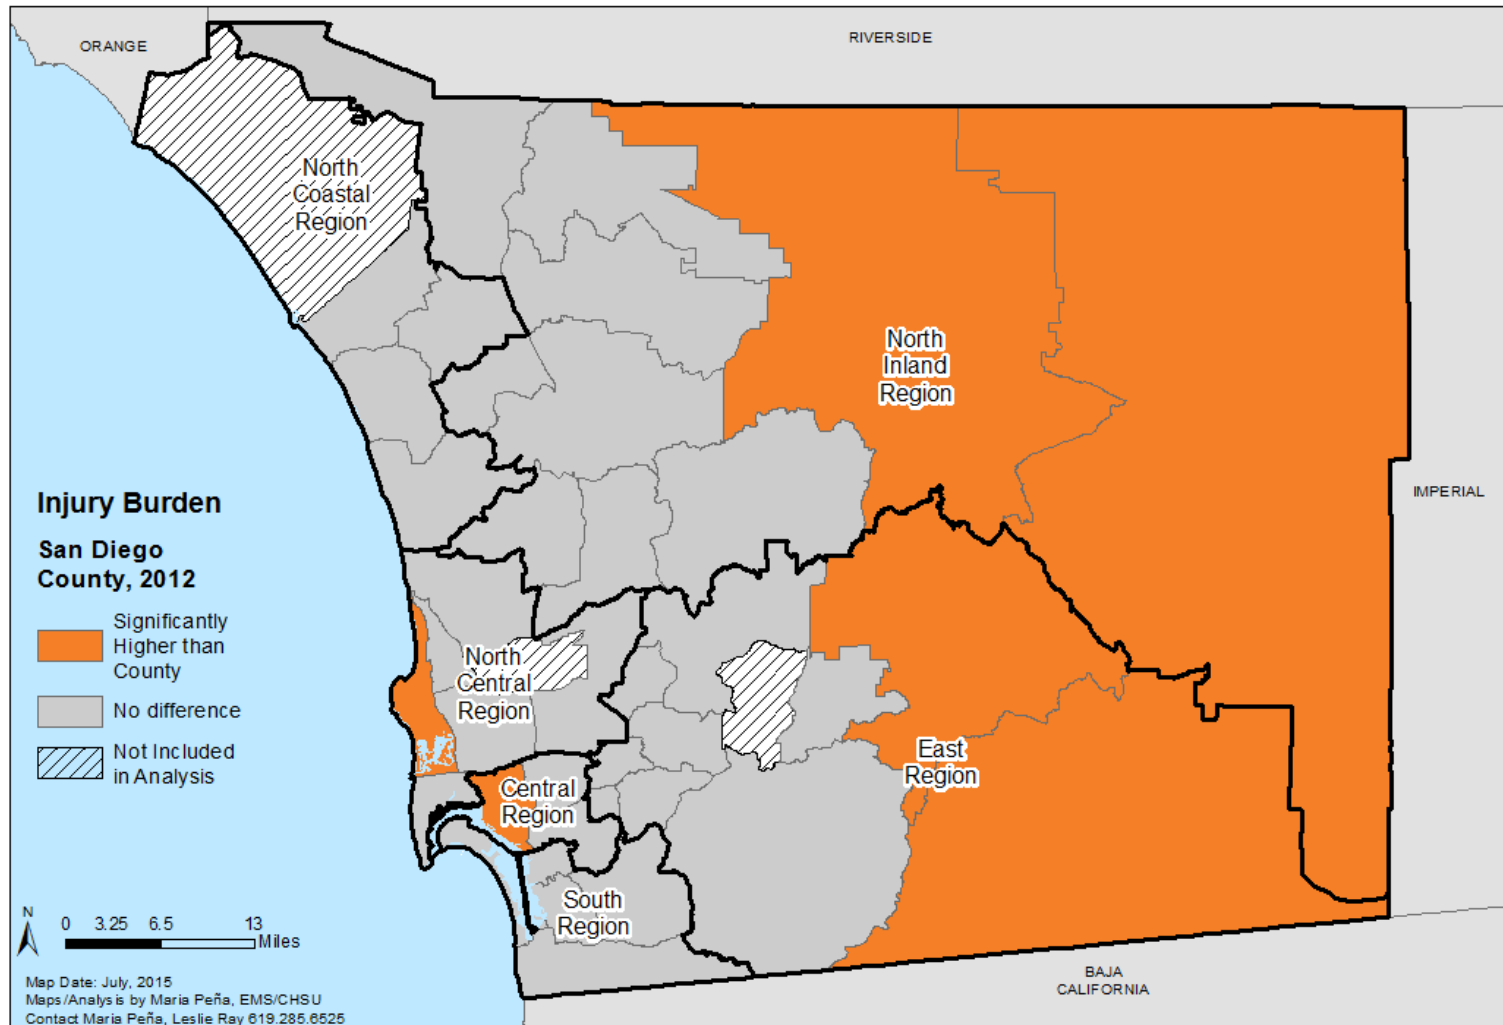 ORANGE
RIVERSIDE
North
Coastal
Region
North
Inland
Region
IMPERIAL
Injury Burden
San Diego
County, 2012
Significantly
Higher than
County
No difference
Not Included
in Analysis
North
Central
Region
East
Region
Central
Region
South
Region
N
0 3.25 6.5 13
Miles
BAJA
CALIFORNIA
Map Date: July, 2015
Maps/Analysis by Maria Peña, EMS/CHSU
Contact Maria Peña, Leslie Ray 619.285.6525